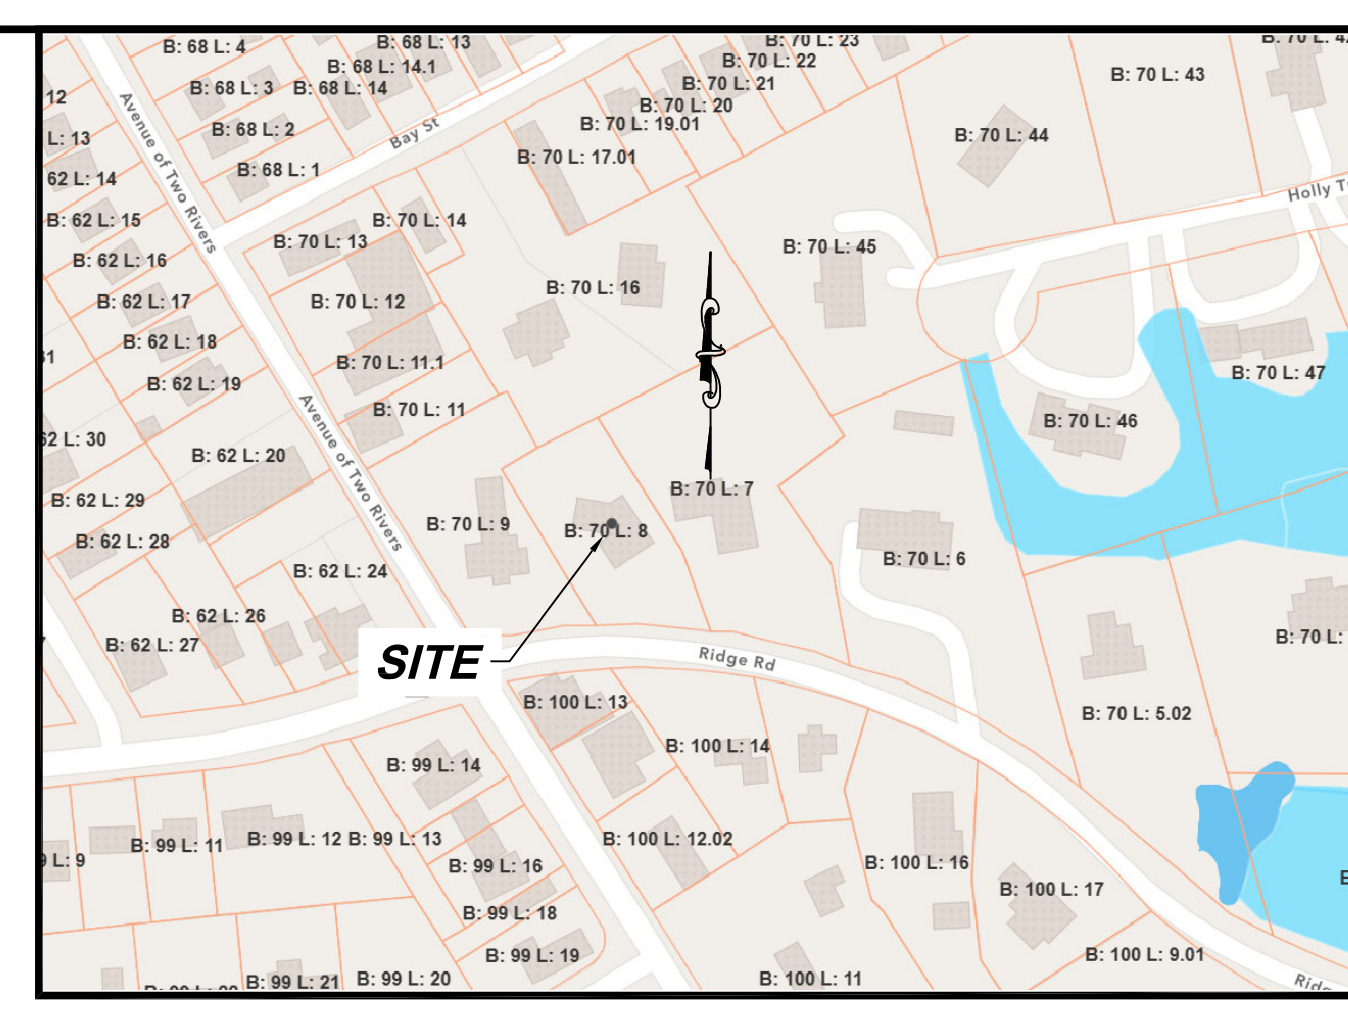 B: 68 L: 4
B: 68 L: 13
B: 70 L: 23
B: 68 L: 14.1
B: 70 L: 22
B: 70 L: 43
B: 68 L: 3
B: 68 L: 14
B: 70 L: 21
12
B: 70 L: 20
B: 68 L: 2
B: 70 L: 19.01
Bay St
B: 70 L: 44
L: 13
Avenue of Two Rivers
B: 70 L: 17.01
B: 68 L: 1
62 L: 14
Holly
B: 62 L: 15
B: 70 L: 14
B: 70 L: 13
B: 70 L: 45
B: 62 L: 16
B: 70 L: 16
B: 62 L: 17
B: 70 L: 12
B: 62 L: 18
B: 70 L: 11.1
B: 70 L: 47
B: 62 L: 19
B: 70 L: 11
B: 70 L: 46
62 L: 30
Avenue of Two Rivers
B: 62 L: 20
B: 70 L: 7
B: 62 L: 29
B: 70 L: 9
B: 70 L: 8
B: 62 L: 28
B: 70 L: 6
B: 62 L: 24
B: 62 L: 26
B: 70 L:
B: 62 L: 27
SITE
Ridge Rd
B: 100 L: 13
B: 70 L: 5.02
B: 100 L: 14
B: 99 L: 14
B: 99 L: 11
B: 99 L: 12
B: 99 L: 13
B: 100 L: 12.02
L: 9
B: 99 L: 16
B: 100 L: 16
B: 100 L: 17
B: 99 L: 18
B: 99 L: 19
B: 100 L: 9.01
B: 99 L: 21
B: 99 L: 20
B: 100 L: 11